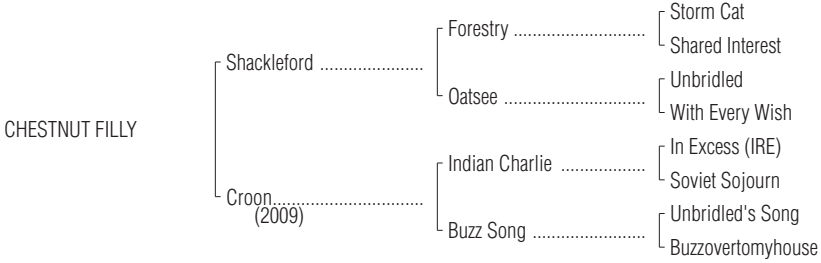 Storm Cat
Forestry ............................
Shared Interest
Shackleford ......................
Unbridled
Oatsee ..............................
With Every Wish
CHESTNUT FILLY
In Excess (IRE)
Indian Charlie ..................
Soviet Sojourn
Croon................................
(2009)
Unbridled's Song
Buzz Song ........................
Buzzovertomyhouse